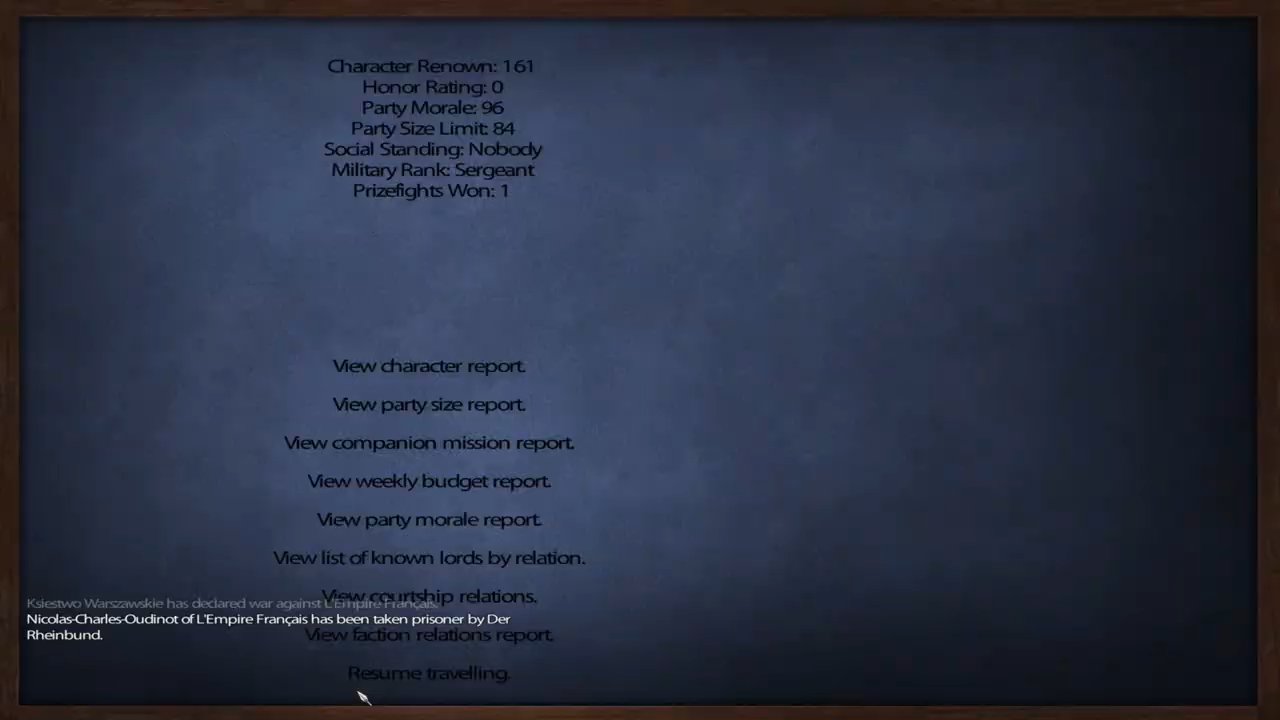 Character Renown: 161
Honor Rating: 0
Party Morale: 96
Party Size Limit: 84
Social Standing: Nobody
Military Rank: Sergeant
Prizefights Won: 1
View character report.
View party size report.
View companion mission report.
View weekly budget report.
View party morale report.
View list of known lords by relation.
View courtship relations.
Ksiestwo Warszawskie has declared war against L'Empire Français.
Nicolas-Charles-Oudinot of L'Empire Français has been taken prisoner by Der
Rheinbund.
View faction relations report.
Resume travelling.